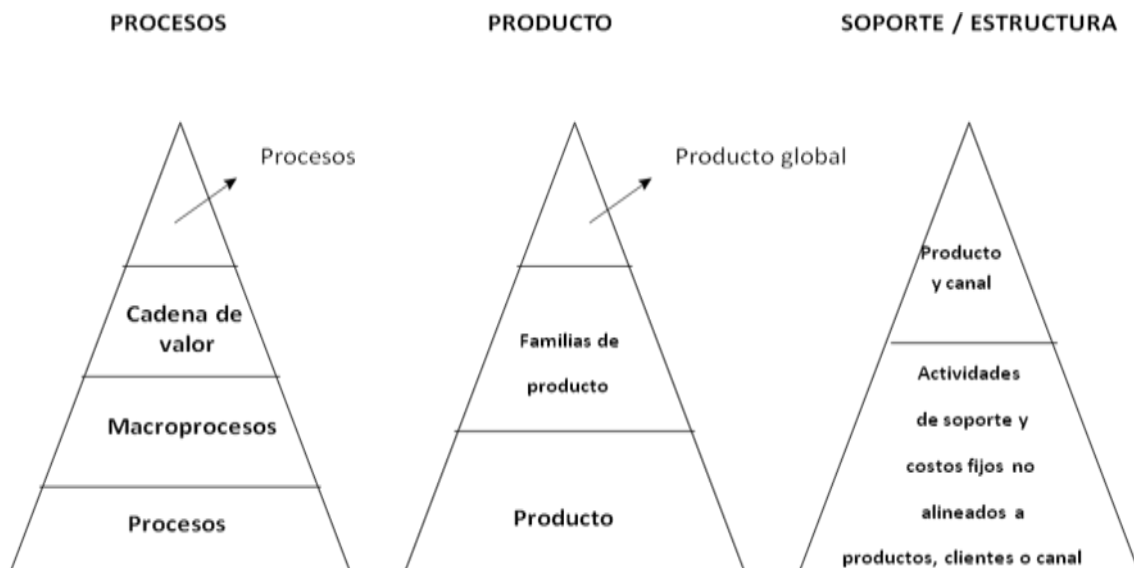 PROCESOS
PRODUCTO
SOPORTE / ESTRUCTURA
Procesos
Cadena de
valor
Macroprocesos
Procesos
Producto global
Familias de
producto
Producto
Producto
y canal
Actividades
de soporte y
costos fijos no
alineados a
productos, clientes o canal